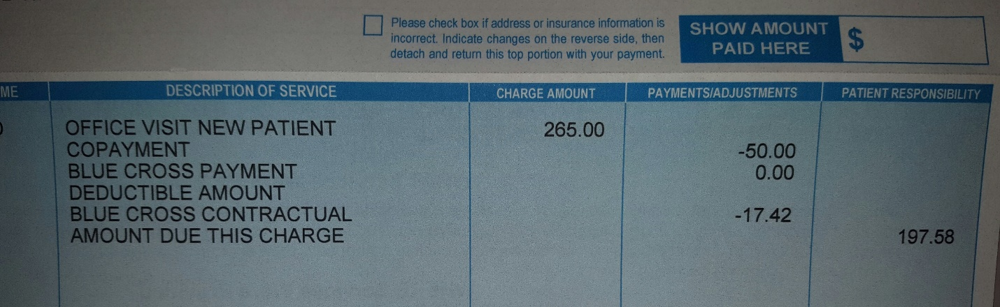 Please check box if address or insurance information is
incorrect. Indicate changes on the reverse side, then
detach and return this top portion with your payment.
SHOW AMOUNT
PAID HERE
$
ME DESCRIPTION OF SERVICE CHARGE AMOUNT PAYMENTS/ADJUSTMENTS PATIENT RESPONSIBILITY
OFFICE VISIT NEW PATIENT 265.00
COPAYMENT -50.00
BLUE CROSS PAYMENT 0.00
DEDUCTIBLE AMOUNT
BLUE CROSS CONTRACTUAL -17.42
AMOUNT DUE THIS CHARGE 197.58